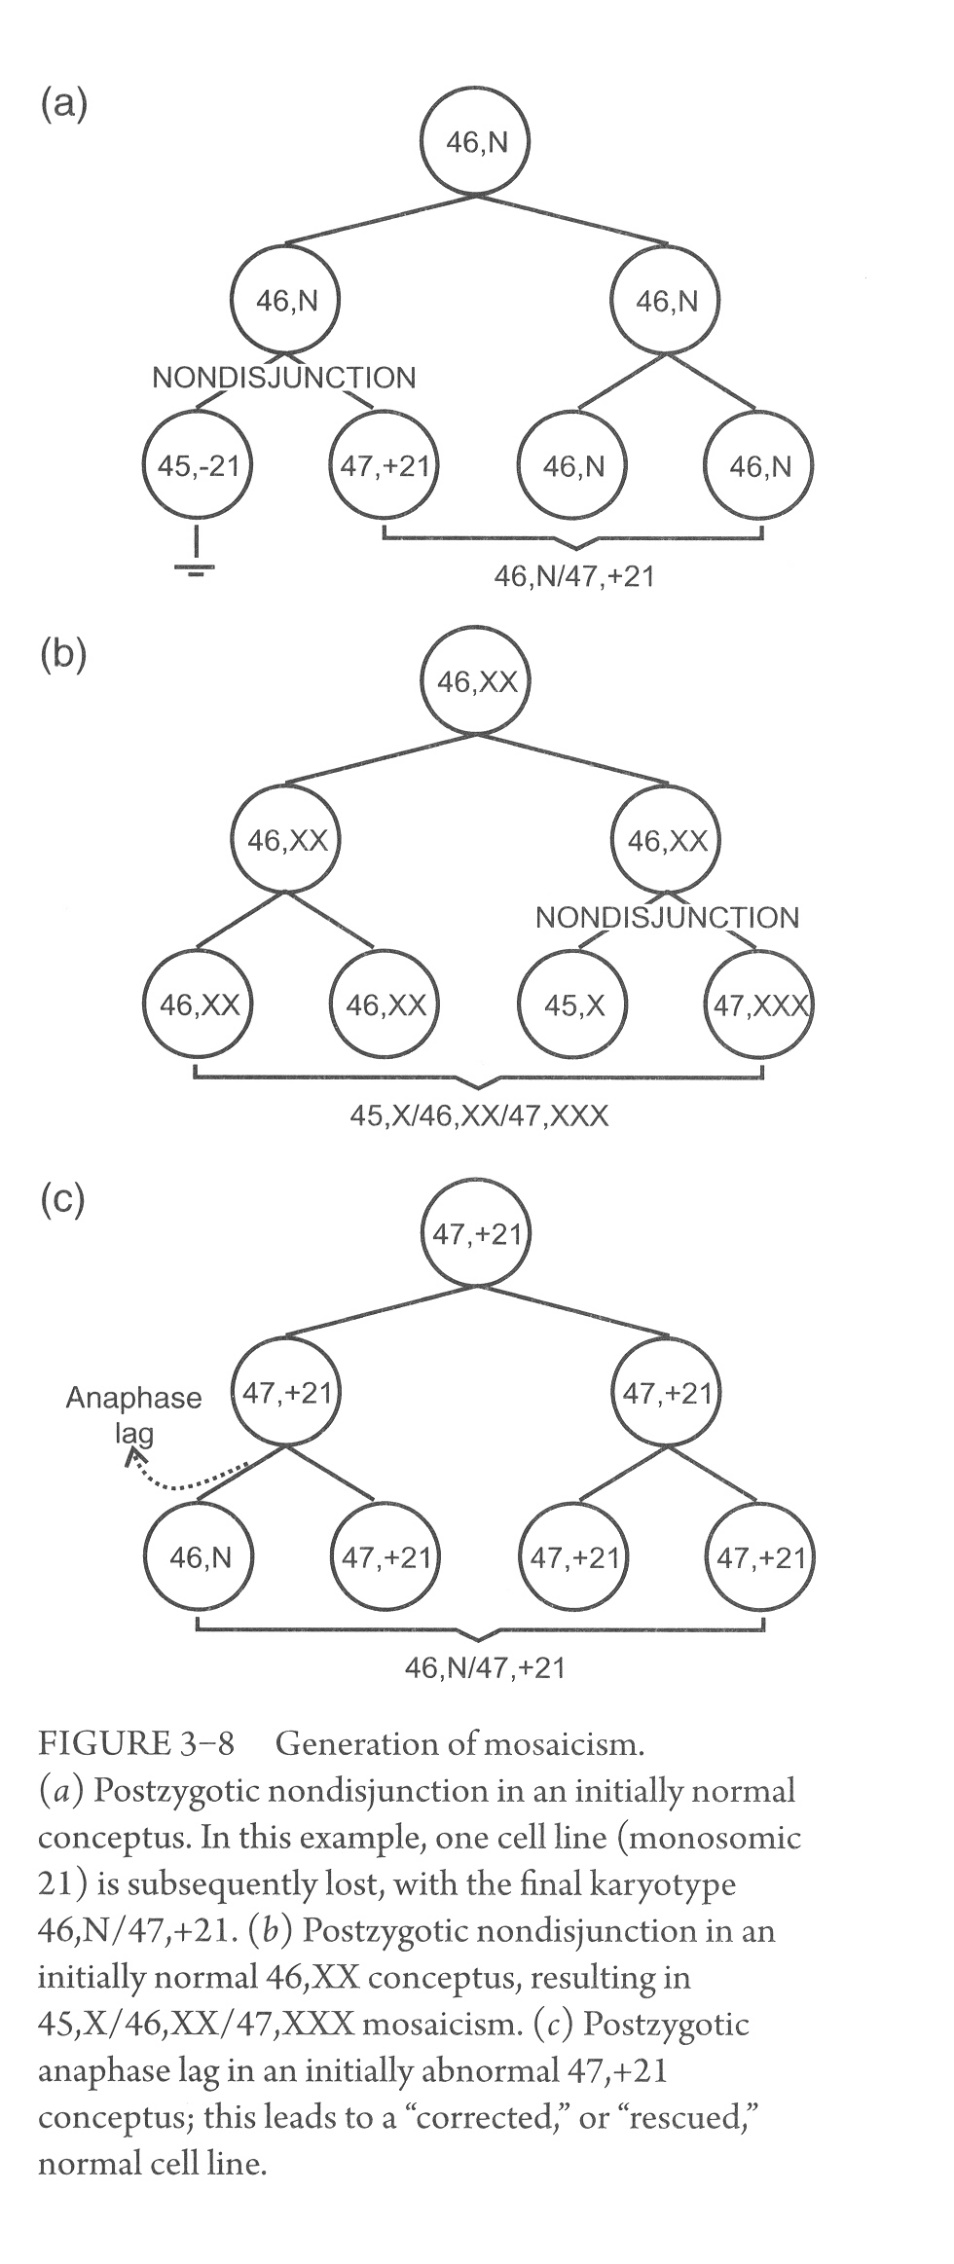 (a)
46,N
46,N
46,N
NONDISJUNCTION
45,-21
47,+21
46,N
46,N
46,N/47,+21
(b)
46,XX
46,XX
46,XX
NONDISJUNCTION
46,XX
46,XX
45,X
47,XXX
45,X/46,XX/47,XXX
(c)
47,+21
Anaphase
lag
47,+21
47,+21
46,N
47,+21
47,+21
47,+21
46,N/47,+21
FIGURE 3–8 Generation of mosaicism.
(a) Postzygotic nondisjunction in an initially normal
conceptus. In this example, one cell line (monosomic
21) is subsequently lost, with the final karyotype
46,N/47,+21. (b) Postzygotic nondisjunction in an
initially normal 46,XX conceptus, resulting in
45,X/46,XX/47,XXX mosaicism. (c) Postzygotic
anaphase lag in an initially abnormal 47,+21
conceptus; this leads to a “corrected,” or “rescued,”
normal cell line.